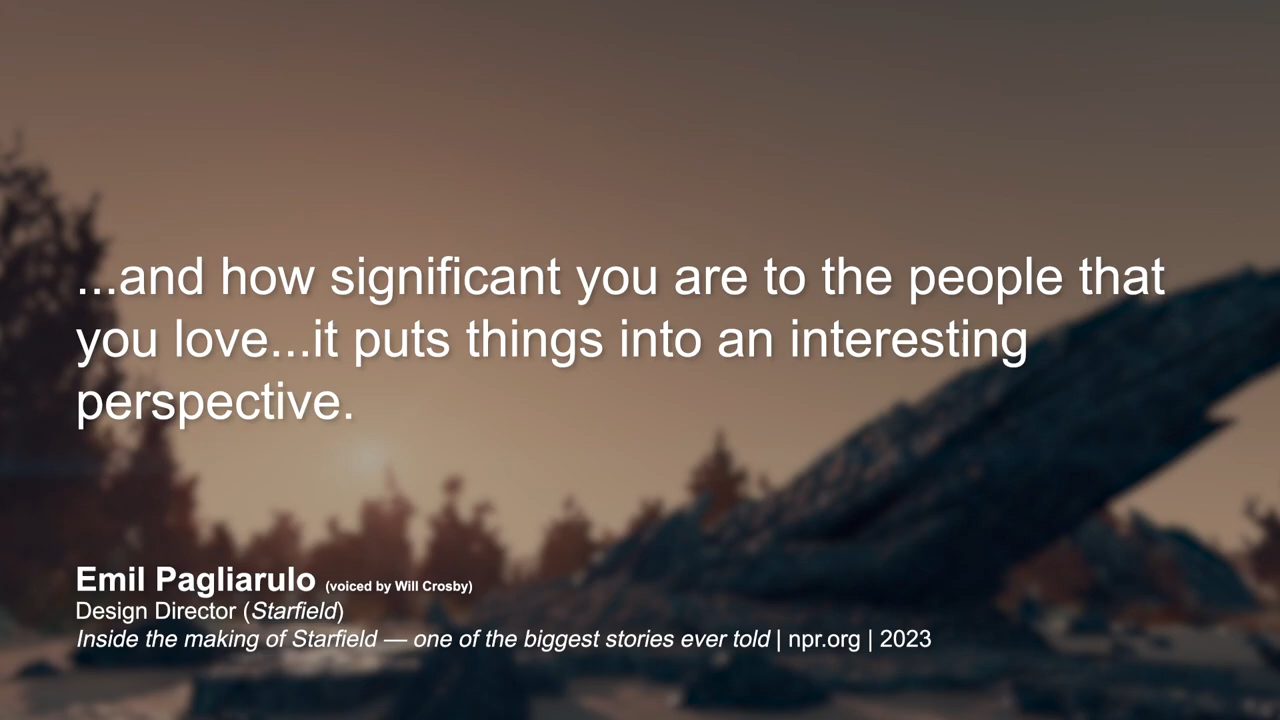 ...and how significant you are to the people that
you love...it puts things into an interesting
perspective.
Emil Pagliarulo (voiced by Will Crosby)
Design Director (Starfield)
Inside the making of Starfield — one of the biggest stories ever told | npr.org | 2023